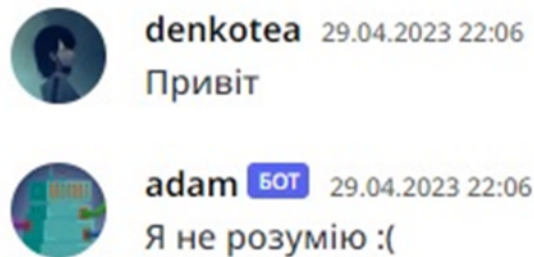 denkotea 29.04.2023 22:06
Привіт
adam БОТ 29.04.2023 22:06
Я не розумію :(